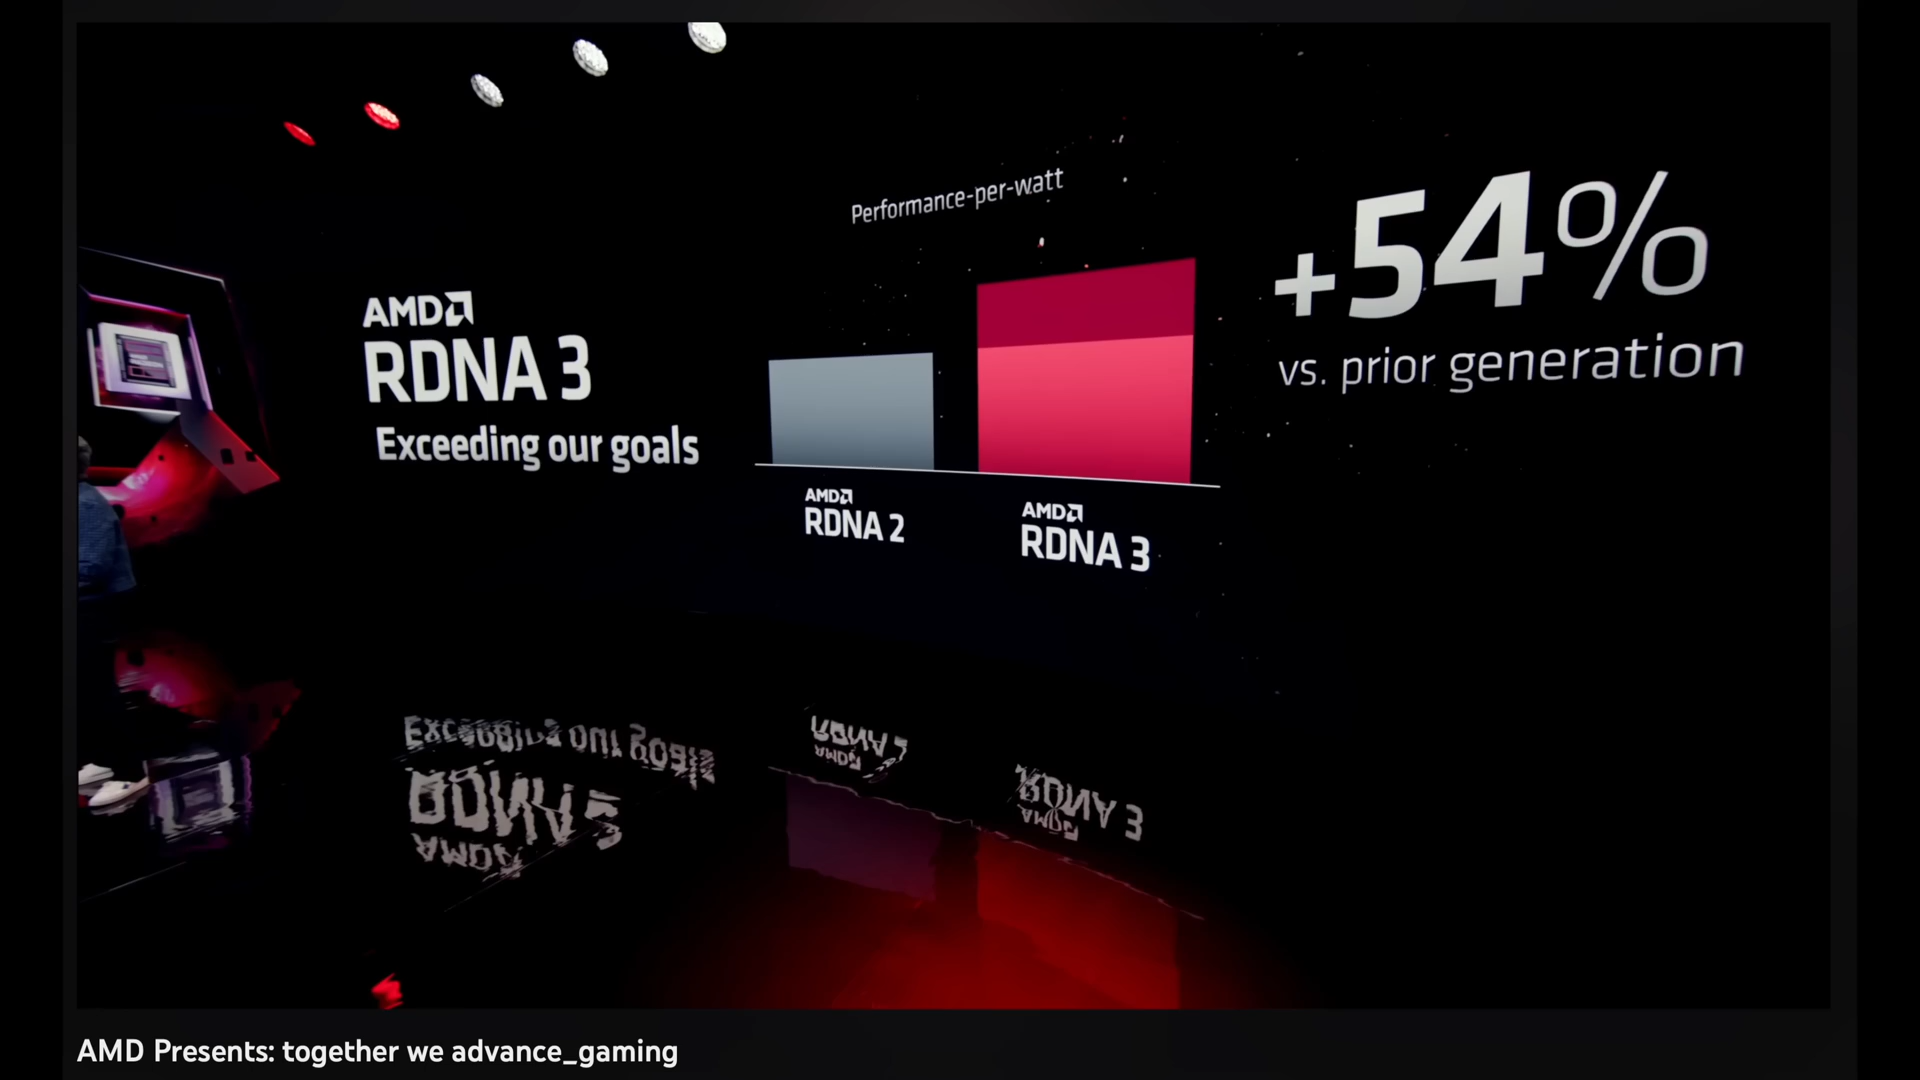 Performance-per-watt
+54%
vs. prior generation
AMD
RDNA 3
Exceeding our goals
AMD
RDNA 2
AMD
RDNA 3
AMD Presents: together we advance_gaming